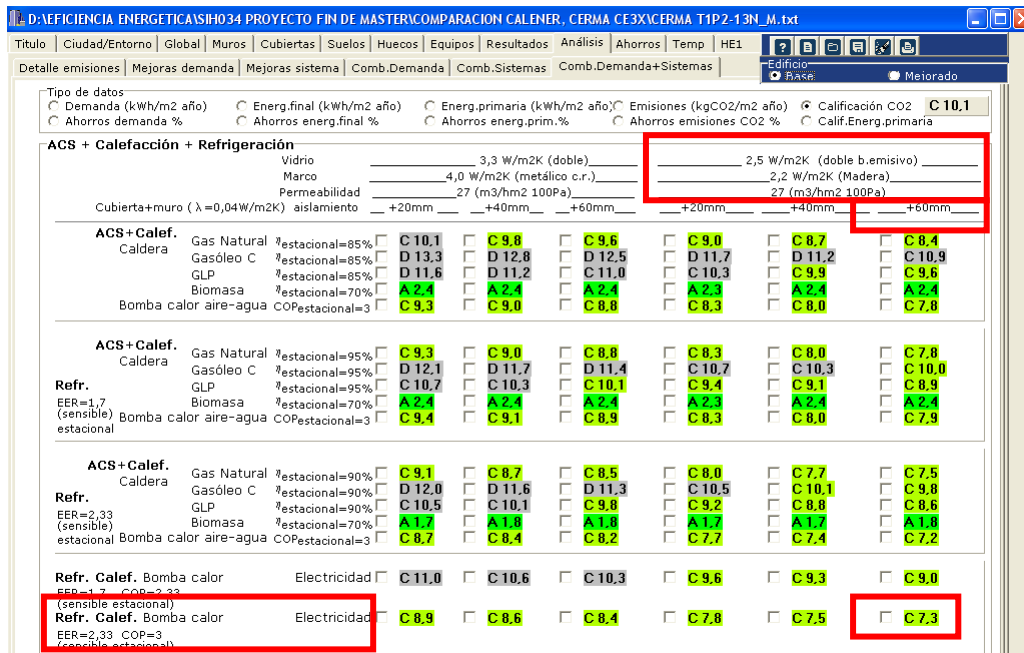 D:\EFICIENCIA ENERGETICA\SIH034 PROYECTO FIN DE MASTER\COMPARACION CALENER, CERMA CE3X\CERMA T1P2-13N_M.txt
Titulo Ciudad/Entorno Global Muros Cubiertas Suelos Huecos Equipos Resultados Análisis Ahorros Temp HE1
Detalle emisiones Mejoras demanda Mejoras sistema Comb.Demanda Comb.Sistemas Comb.Demanda+Sistemas
Edificio
Base Mejorado
Tipo de datos
Demanda (kWh/m2 año) Energ.final (kWh/m2 año) Energ.primaria (kWh/m2 año) Emisiones (kgCO2/m2 año) Calificación CO2 C 10,1
Ahorros demanda % Ahorros energ.final % Ahorros energ.prim.% Ahorros emisiones CO2 % Calif.Energ.primaria
ACS + Calefacción + Refrigeración
Vidrio 3,3 W/m2K (doble) 2,5 W/m2K (doble b.emisivo)
Marco 4,0 W/m2K (metálico c.r.) 2,2 W/m2K (Madera)
Permeabilidad 27 (m3/hm2 100Pa) 27 (m3/hm2 100Pa)
Cubierta+muro (λ=0,04W/m2K) aislamiento +20mm +40mm +60mm +20mm +40mm +60mm
ACS+Calef.
Caldera Gas Natural ηestacional=85% C 10,1 C 9,8 C 9,6 C 9,0 C 8,7 C 8,4
Gasóleo C ηestacional=85% D 13,3 D 12,8 D 12,5 D 11,7 D 11,2 C 10,9
GLP ηestacional=85% D 11,6 D 11,2 C 11,0 C 10,3 C 9,9 C 9,6
Biomasa ηestacional=70% A 2,4 A 2,4 A 2,4 A 2,3 A 2,4 A 2,4
Bomba calor aire-agua COPestacional=3 C 9,3 C 9,0 C 8,8 C 8,3 C 8,0 C 7,8
ACS+Calef.
Caldera Gas Natural ηestacional=95% C 9,3 C 9,0 C 8,8 C 8,3 C 8,0 C 7,8
Gasóleo C ηestacional=95% D 12,1 D 11,7 D 11,4 C 10,7 C 10,3 C 10,0
Refr. GLP ηestacional=95% C 10,7 C 10,3 C 10,1 C 9,4 C 9,1 C 8,9
EER=1,7 Biomasa ηestacional=70% A 2,4 A 2,4 A 2,4 A 2,3 A 2,4 A 2,4
(sensible) Bomba calor aire-agua COPestacional=3 C 9,4 C 9,1 C 8,9 C 8,3 C 8,0 C 7,9
estacional
ACS+Calef.
Caldera Gas Natural ηestacional=90% C 9,1 C 8,7 C 8,5 C 8,0 C 7,7 C 7,5
Gasóleo C ηestacional=90% D 12,0 D 11,6 D 11,3 C 10,5 C 10,1 C 9,8
Refr. GLP ηestacional=90% C 10,5 C 10,1 C 9,8 C 9,2 C 8,8 C 8,6
EER=2,33
(sensible) Biomasa ηestacional=70% A 1,7 A 1,8 A 1,8 A 1,7 A 1,7 A 1,8
estacional Bomba calor aire-agua COPestacional=3 C 8,7 C 8,4 C 8,2 C 7,7 C 7,4 C 7,2
Refr. Calef. Bomba calor Electricidad C 11,0 C 10,6 C 10,3 C 9,6 C 9,3 C 9,0
EER=1,7 COP=2,33
(sensible estacional)
Refr. Calef. Bomba calor Electricidad C 8,9 C 8,6 C 8,4 C 7,8 C 7,5 C 7,3
EER=2,33 COP=3
(sensible estacional)